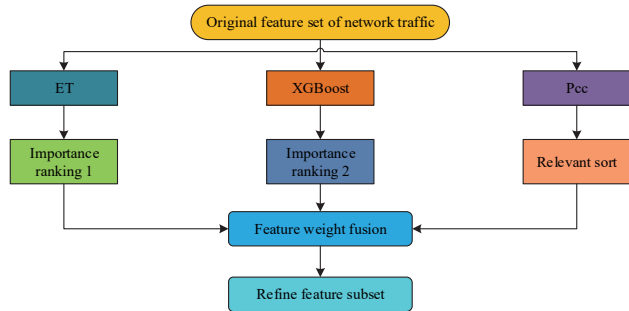 Original feature set of network traffic
ET
XGBoost
Pcc
Importance
ranking 1
Importance
ranking 2
Relevant sort
Feature weight fusion
Refine feature subset